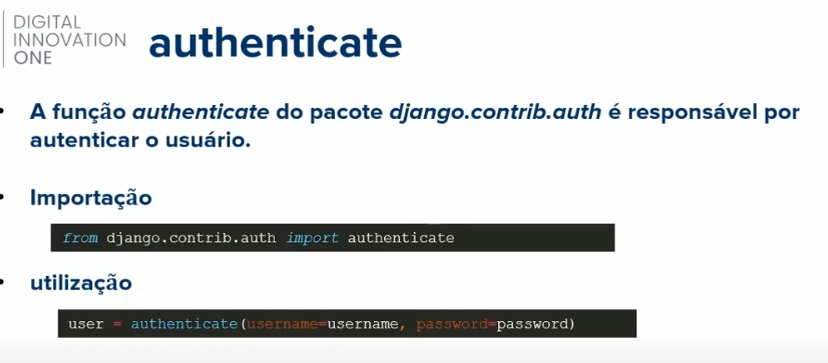 DIGITAL
INNOVATION
ONE
authenticate
• A função authenticate do pacote django.contrib.auth é responsável por
autenticar o usuário.
• Importação
from django.contrib.auth import authenticate
• utilização
user = authenticate(username=username, password=password)